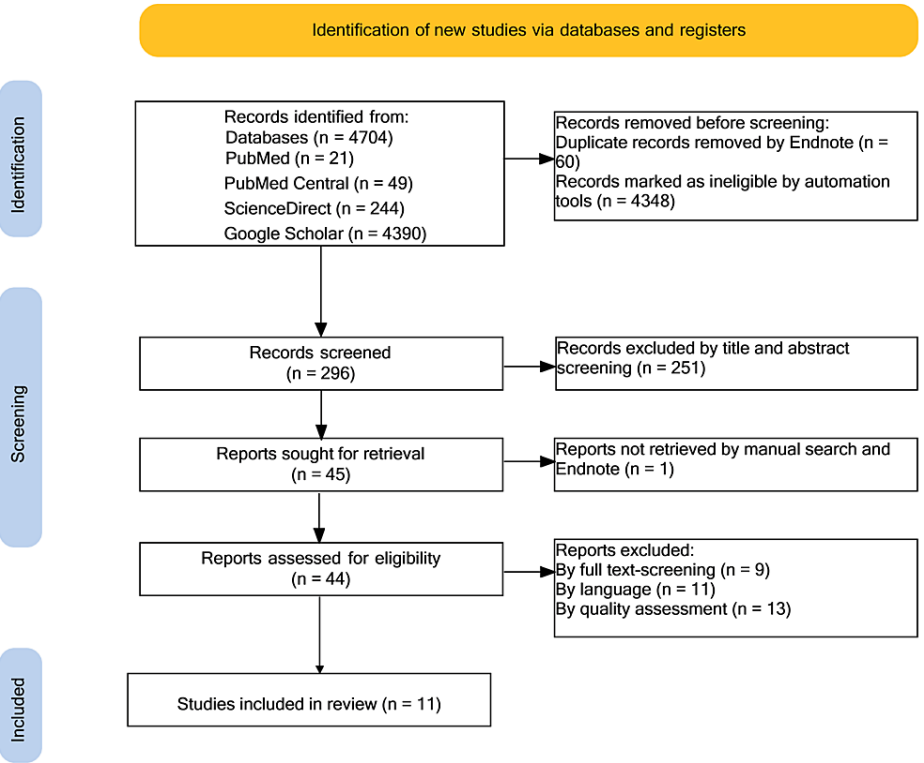 Identification of new studies via databases and registers
Identification
Records identified from:
Databases (n = 4704)
PubMed (n = 21)
PubMed Central (n = 49)
ScienceDirect (n = 244)
Google Scholar (n = 4390)
Records removed before screening:
Duplicate records removed by Endnote (n =
60)
Records marked as ineligible by automation
tools (n = 4348)
Screening
Records screened
(n = 296)
Records excluded by title and abstract
screening (n = 251)
Reports sought for retrieval
(n = 45)
Reports not retrieved by manual search and
Endnote (n = 1)
Reports assessed for eligibility
(n = 44)
Reports excluded:
By full text-screening (n = 9)
By language (n = 11)
By quality assessment (n = 13)
Included
Studies included in review (n = 11)